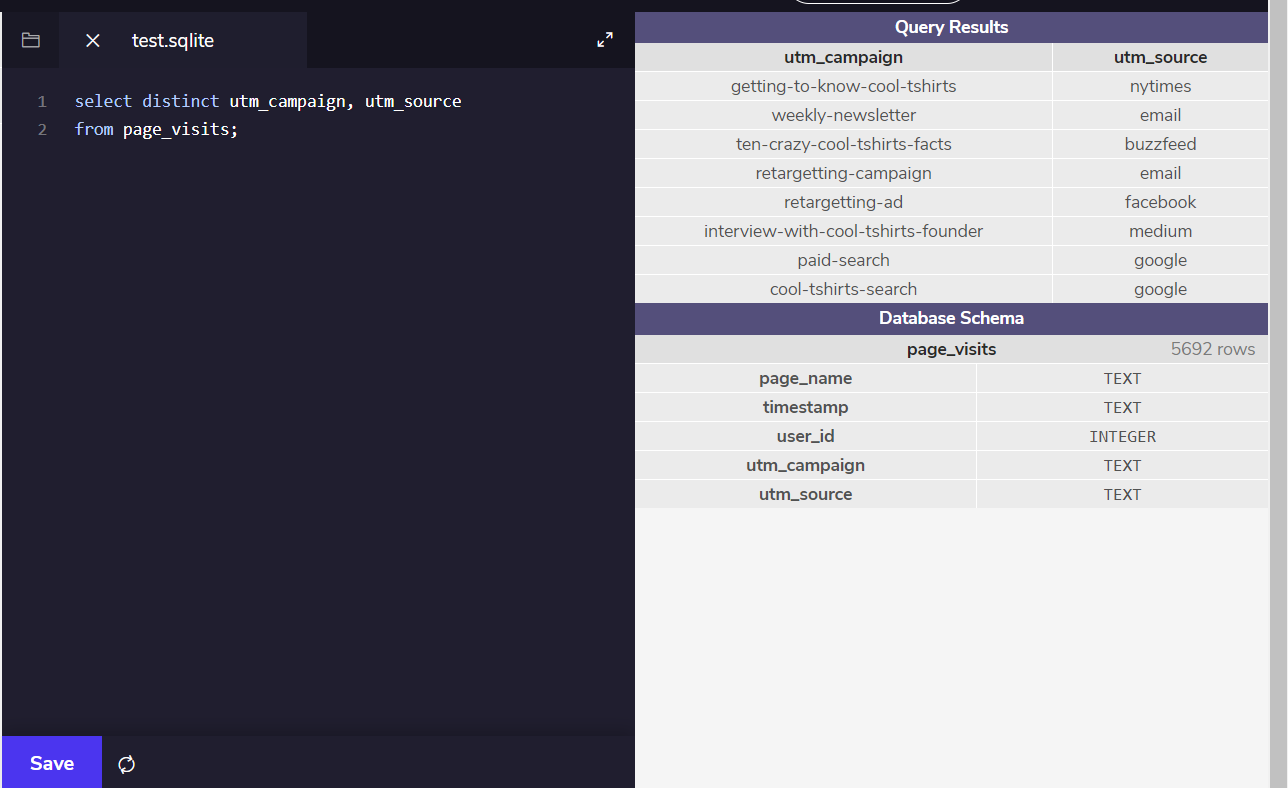 test.sqlite
1 select distinct utm_campaign, utm_source
2 from page_visits;
Save
Query Results
utm_campaign utm_source
getting-to-know-cool-tshirts nytimes
weekly-newsletter email
ten-crazy-cool-tshirts-facts buzzfeed
retargetting-campaign email
retargetting-ad facebook
interview-with-cool-tshirts-founder medium
paid-search google
cool-tshirts-search google
Database Schema
page_visits 5692 rows
page_name TEXT
timestamp TEXT
user_id INTEGER
utm_campaign TEXT
utm_source TEXT